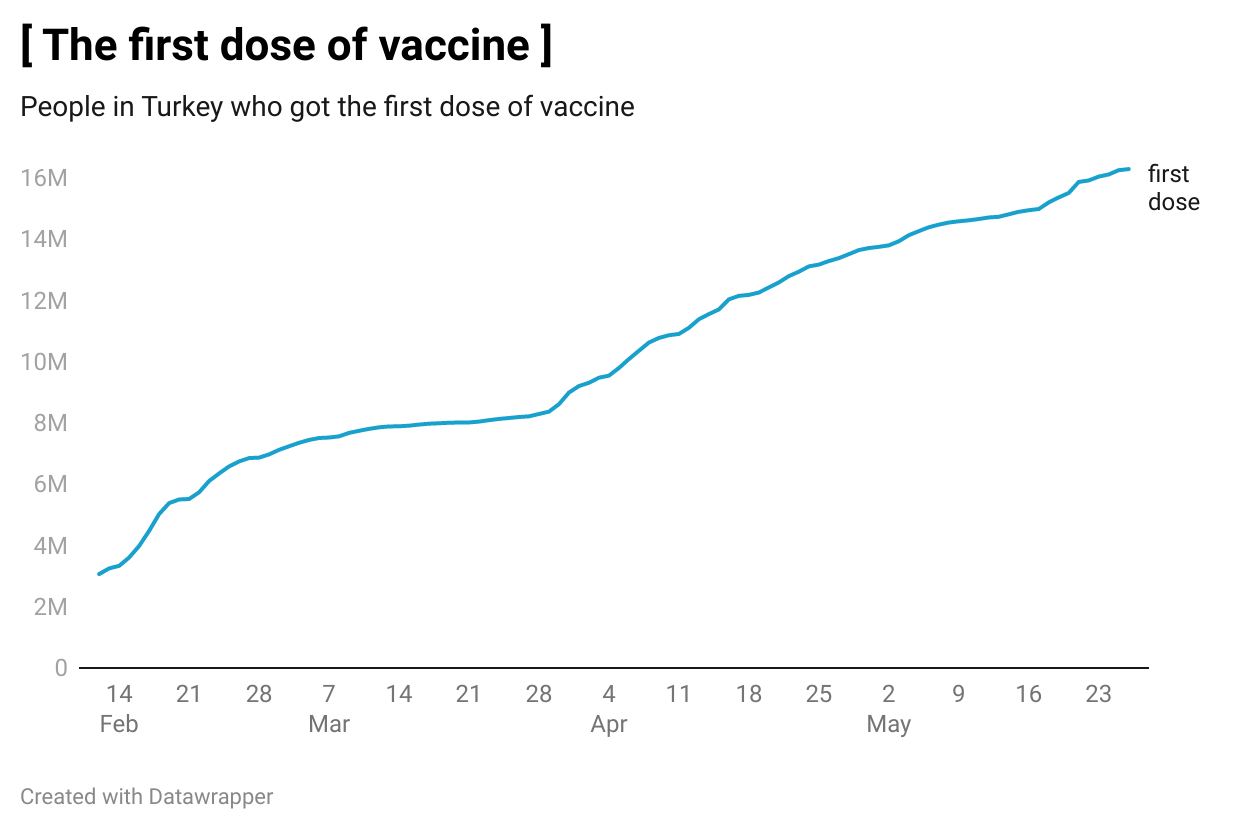 [ The first dose of vaccine ]
People in Turkey who got the first dose of vaccine
16M
first
dose
14M
12M
10M
8M
6M
4M
2M
0
14 21 28 7 14 21 28 4 11 18 25 2 9 16 23
Feb Mar Apr May
Created with Datawrapper